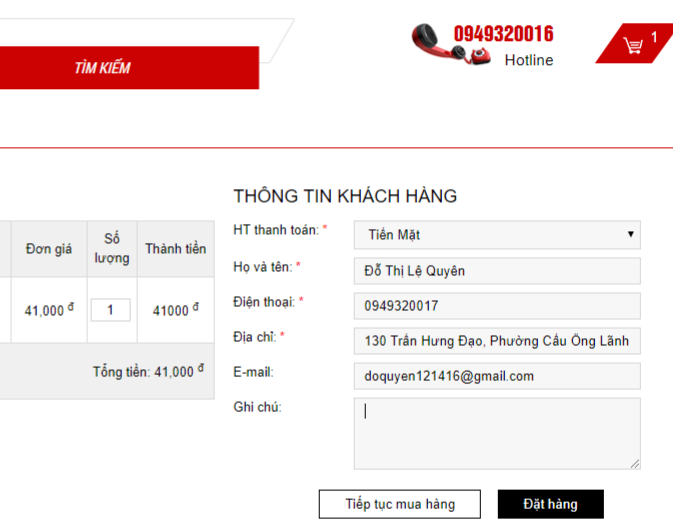 0949320016
1
Hotline
TÌM KIẾM
THÔNG TIN KHÁCH HÀNG
Đơn giá
Số lượng
Thành tiền
41,000 đ
1
41000 đ
Tổng tiền: 41,000 đ
HT thanh toán: *
Tiền Mặt
Họ và tên: *
Đỗ Thị Lệ Quyên
Điện thoại: *
0949320017
Địa chỉ: *
130 Trần Hưng Đạo, Phường Cầu Ông Lãnh
E-mail:
doquyen121416@gmail.com
Ghi chú:
Tiếp tục mua hàng
Đặt hàng